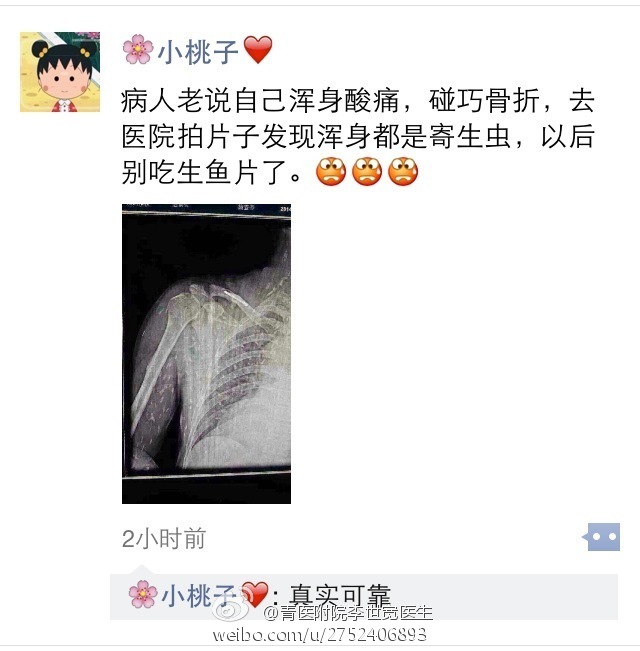 小桃子
病人老说自己浑身酸痛，碰巧骨折，去
医院拍片子发现浑身都是寄生虫，以后
别吃生鱼片了。
2小时前
小桃子：真实可靠
@青医附院李世宽医生
weibo.com/u/2752406893